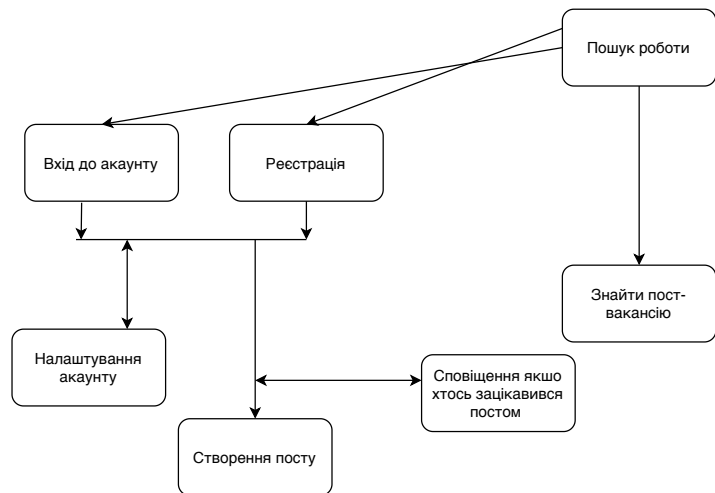 Пошук роботи
Вхід до акаунту
Реєстрація
Знайти пост-
вакансію
Налаштування
акаунту
Сповіщення якшо
хтось зацікавився
постом
Створення посту